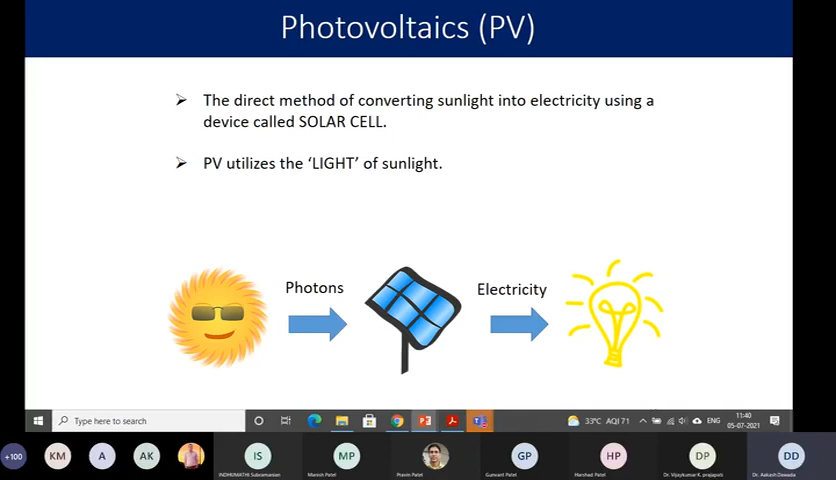 Photovoltaics (PV)
➢ The direct method of converting sunlight into electricity using a
device called SOLAR CELL.
➢ PV utilizes the ‘LIGHT’ of sunlight.
Photons
Electricity
Type here to search
33°C AQI 71
ENG
11:40
05-07-2021
+100
KM
A
AK
IS
MP
GP
HP
DP
DD
INDHUMATHI Subramanian
Manish Patel
Pravin Patel
Gunvant Patel
Harshad Patel
Dr. Vijaykumar K. prajapati
Dr. Aakash Dawada